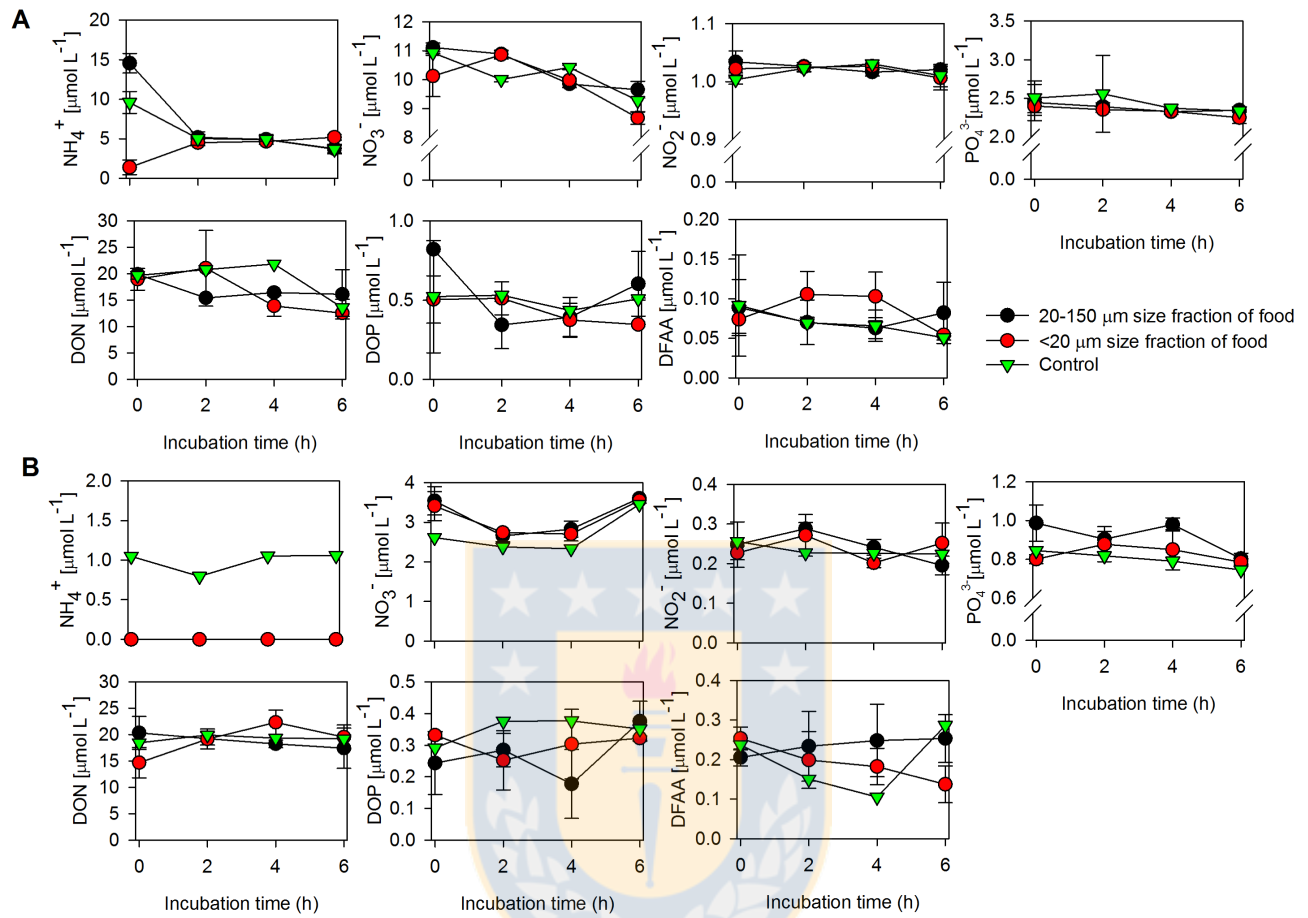 A
NH₄⁺ [µmol L⁻¹]
20
15
10
5
0
NO₃⁻ [µmol L⁻¹]
12
11
10
9
8
0
NO₂⁻ [µmol L⁻¹]
1.1
1.0
0.9
0.0
PO₄³⁻[µmol L⁻¹]
3.5
3.0
2.5
2.0
0.0
0 2 4 6
Incubation time (h)
DON [µmol L⁻¹]
30
25
20
15
10
5
0
0 2 4 6
Incubation time (h)
DOP [µmol L⁻¹]
1.0
0.5
0.0
0 2 4 6
Incubation time (h)
DFAA [µmol L⁻¹]
0.20
0.15
0.10
0.05
0.00
0 2 4 6
Incubation time (h)
20-150 µm size fraction of food
<20 µm size fraction of food
Control
B
NH₄⁺ [µmol L⁻¹]
2.0
1.5
1.0
0.5
0.0
NO₃⁻ [µmol L⁻¹]
4
3
2
1
0
NO₂⁻ [µmol L⁻¹]
0.4
0.3
0.2
0.1
0.0
PO₄³⁻[µmol L⁻¹]
1.2
1.0
0.8
0.6
0.0
0 2 4 6
Incubation time (h)
DON [µmol L⁻¹]
30
25
20
15
10
5
0
0 2 4 6
Incubation time (h)
DOP [µmol L⁻¹]
0.5
0.4
0.3
0.2
0.1
0.0
0 2 4 6
Incubation time (h)
DFAA [µmol L⁻¹]
0.4
0.3
0.2
0.1
0.0
0 2 4 6
Incubation time (h)